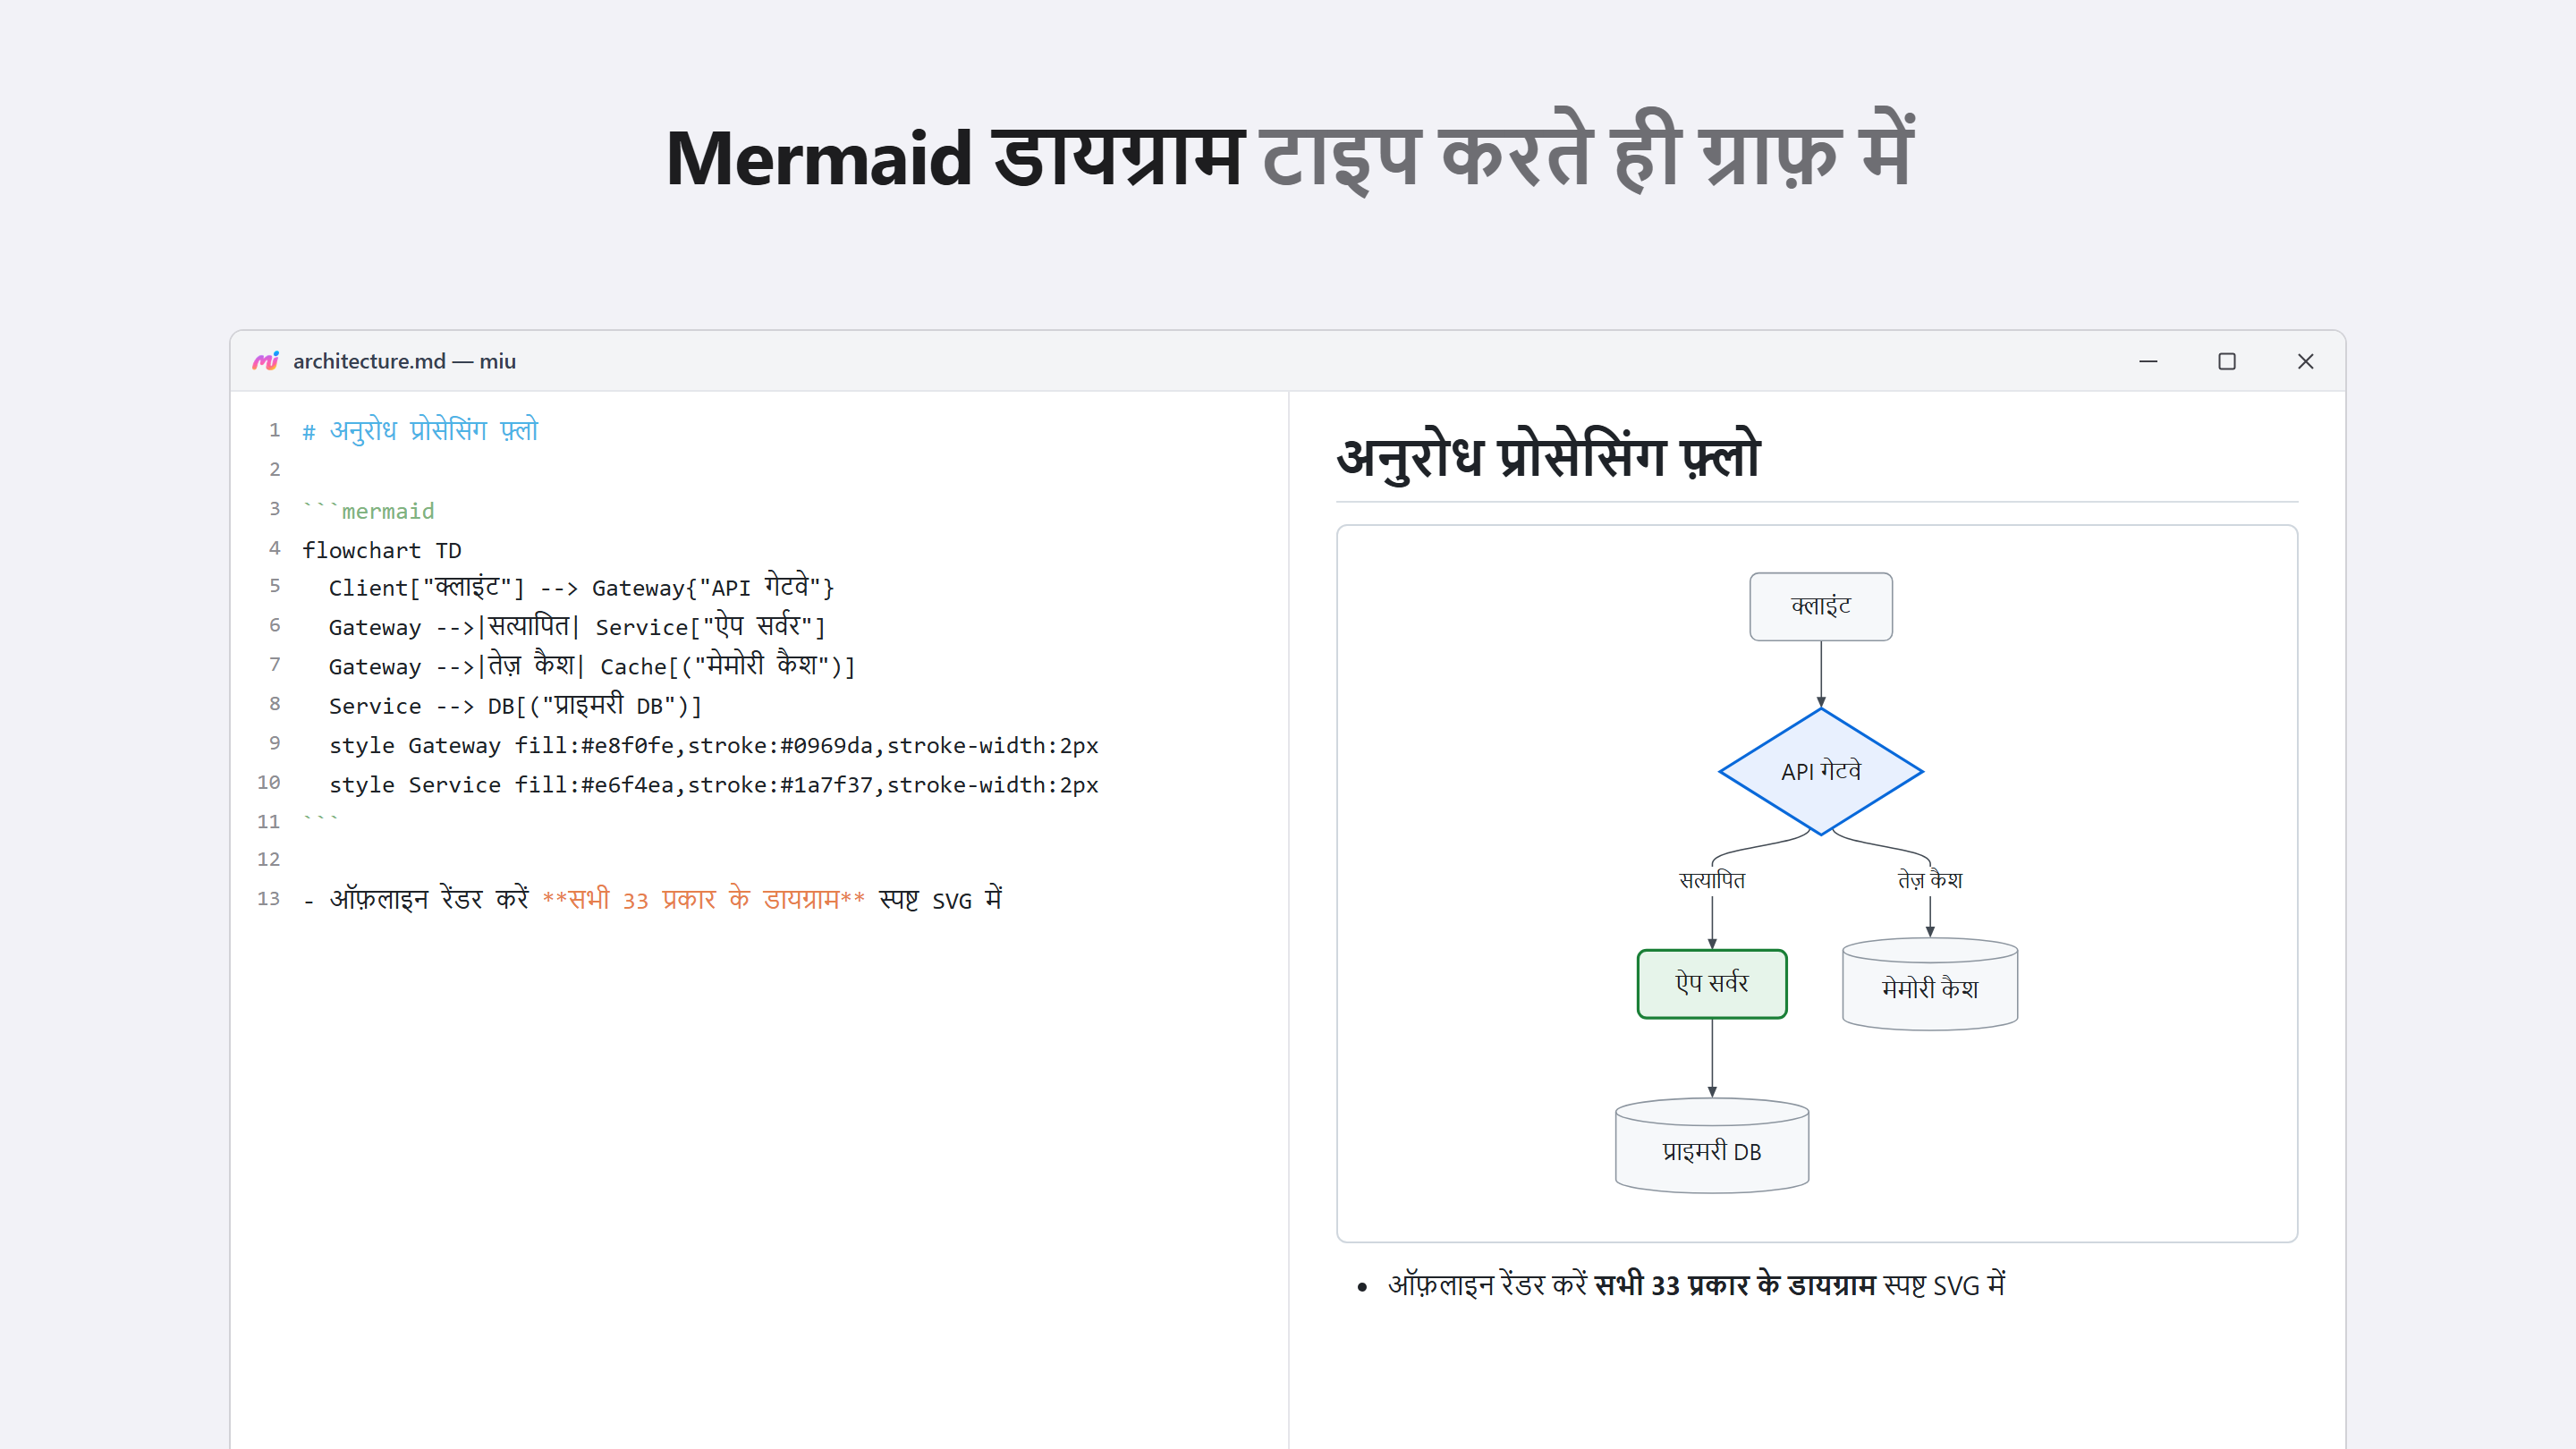 Mermaid डायग्राम टाइप करते ही ग्राफ़ में
architecture.md — miu
1 # अनुरोध प्रोसेसिंग फ़्लो
2
3 ```mermaid
4 flowchart TD
5 Client["क्लाइंट"] --> Gateway{"API गेटवे"}
6 Gateway -->|सत्यापित| Service["ऐप सर्वर"]
7 Gateway -->|तेज़ कैश| Cache[("मेमोरी कैश")]
8 Service --> DB[("प्राइमरी DB")]
9 style Gateway fill:#e8f0fe,stroke:#0969da,stroke-width:2px
10 style Service fill:#e6f4ea,stroke:#1a7f37,stroke-width:2px
11 ```
12
13 - ऑफ़लाइन रेंडर करें **सभी 33 प्रकार के डायग्राम** स्पष्ट SVG में
अनुरोध प्रोसेसिंग फ़्लो
क्लाइंट
API गेटवे
सत्यापित
तेज़ कैश
ऐप सर्वर
मेमोरी कैश
प्राइमरी DB
• ऑफ़लाइन रेंडर करें सभी 33 प्रकार के डायग्राम स्पष्ट SVG में